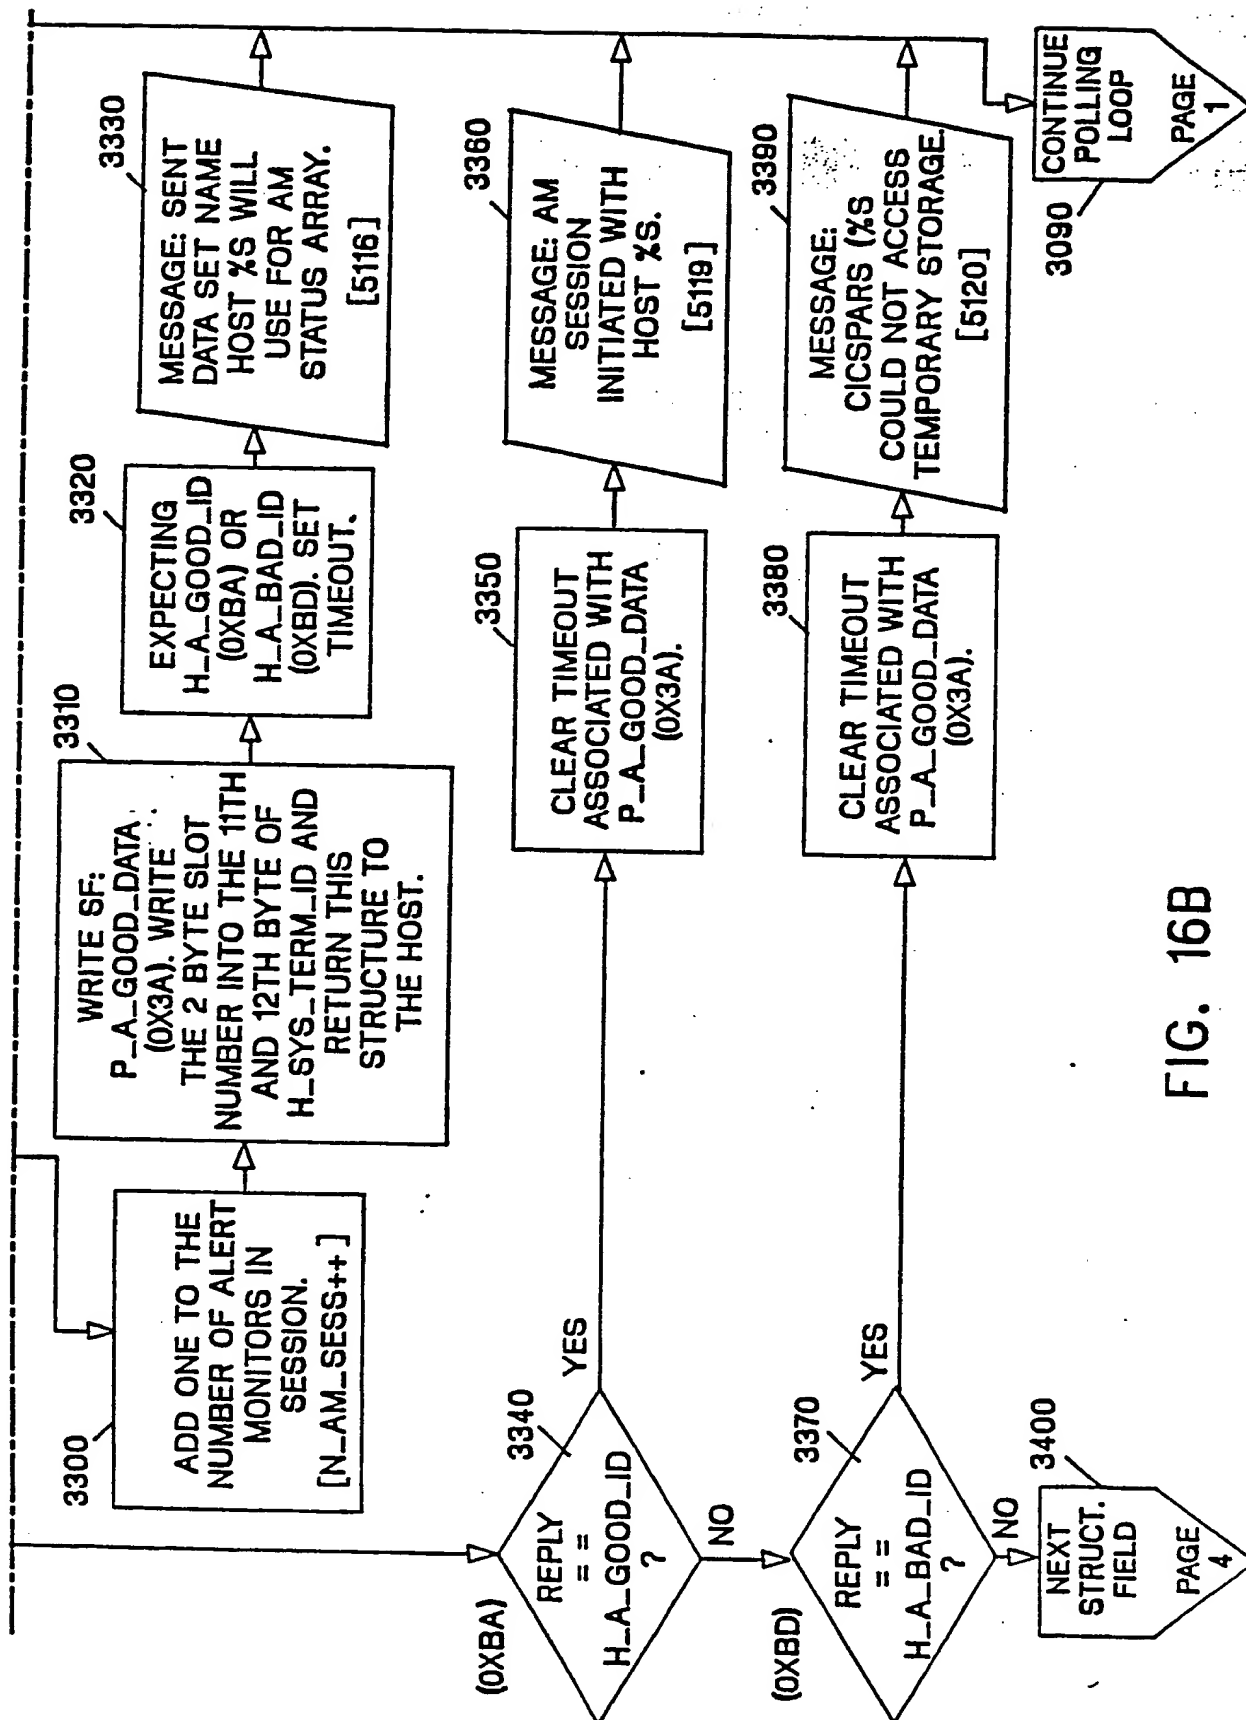 3300
ADD ONE TO THE
NUMBER OF ALERT
MONITORS IN
SESSION.
[N_AM_SESS++]
3310
WRITE SF:
P_A_GOOD_DATA
(0X3A). WRITE
THE 2 BYTE SLOT
NUMBER INTO THE 11TH
AND 12TH BYTE OF
H_SYS_TERM_ID AND
RETURN THIS
STRUCTURE TO
THE HOST.
3320
EXPECTING
H_A_GOOD_ID
(0XBA) OR
H_A_BAD_ID
(0XBD). SET
TIMEOUT.
3330
MESSAGE: SENT
DATA SET NAME
HOST %S WILL
USE FOR AM
STATUS ARRAY.
[5116]
(0XBA)
3340
REPLY
= =
H_A_GOOD_ID
?
YES
NO
3350
CLEAR TIMEOUT
ASSOCIATED WITH
P_A_GOOD_DATA
(0X3A).
3360
MESSAGE: AM
SESSION
INITIATED WITH
HOST %S.
[5119]
(0XBD)
3370
REPLY
= =
H_A_BAD_ID
?
YES
NO
3380
CLEAR TIMEOUT
ASSOCIATED WITH
P_A_GOOD_DATA
(0X3A).
3390
MESSAGE:
CICSPARS (%S
COULD NOT ACCESS
TEMPORARY STORAGE.
[5120]
3400
NEXT
STRUCT.
FIELD
PAGE
4
3090
CONTINUE
POLLING
LOOP
PAGE
1
FIG. 16B